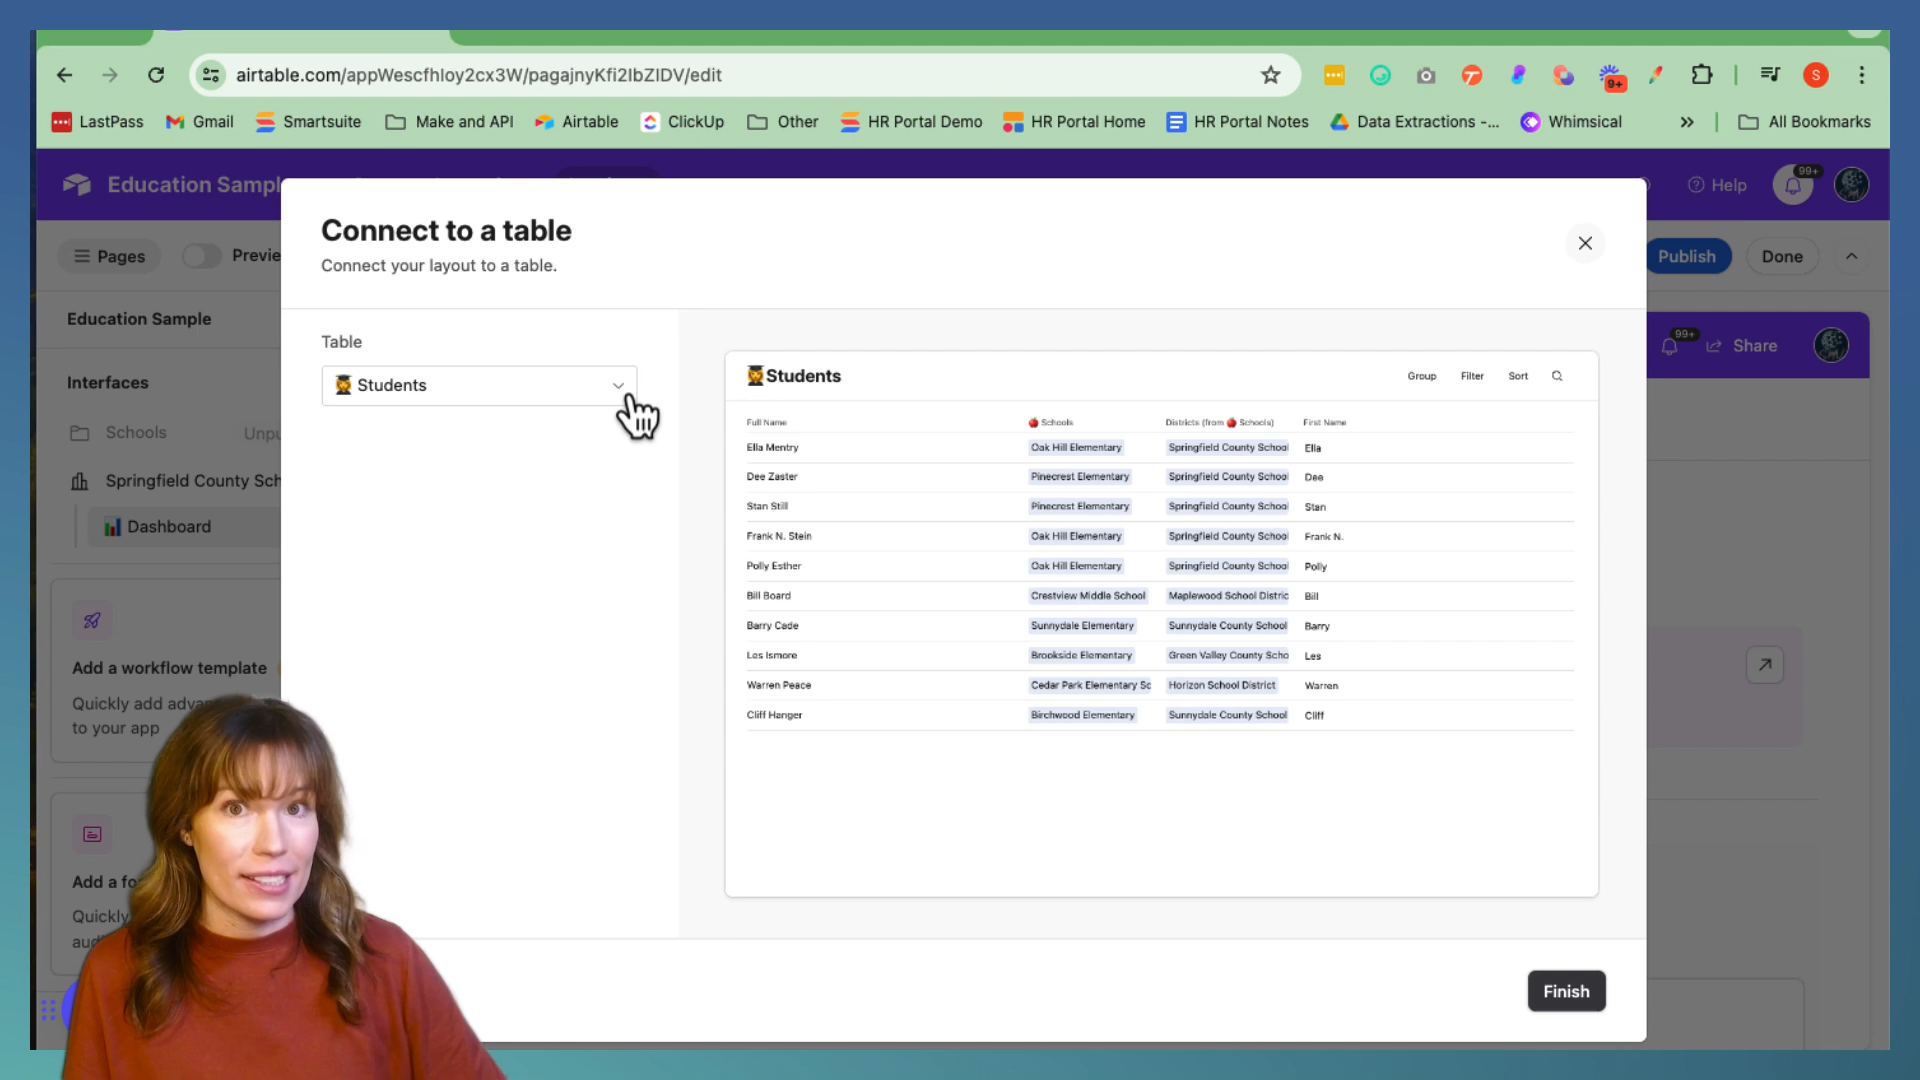 airtable.com/appWescfhloy2cx3W/pagajnyKfi2IbZIDV/edit
9+
S
LastPass
Gmail
Smartsuite
Make and API
Airtable
ClickUp
Other
HR Portal Demo
HR Portal Home
HR Portal Notes
Data Extractions -...
Whimsical
All Bookmarks
Education Sampl
Help
99+
Pages
Previe
Publish
Done
Education Sample
Interfaces
Schools
Unpu
Springfield County Sch
Dashboard
Add a workflow template
Quickly add adva
to your app
Add a fo
Quickly
aud
99+
Share
Connect to a table
Connect your layout to a table.
Table
Students
Students
Group
Filter
Sort
Full Name
Schools
Districts (from Schools)
First Name
Ella Mentry
Oak Hill Elementary
Springfield County School
Ella
Dee Zaster
Pinecrest Elementary
Springfield County School
Dee
Stan Still
Pinecrest Elementary
Springfield County School
Stan
Frank N. Stein
Oak Hill Elementary
Springfield County School
Frank N.
Polly Esther
Oak Hill Elementary
Springfield County School
Polly
Bill Board
Crestview Middle School
Maplewood School Distric
Bill
Barry Cade
Sunnydale Elementary
Sunnydale County School
Barry
Les Ismore
Brookside Elementary
Green Valley County Scho
Les
Warren Peace
Cedar Park Elementary Sc
Horizon School District
Warren
Cliff Hanger
Birchwood Elementary
Sunnydale County School
Cliff
Finish